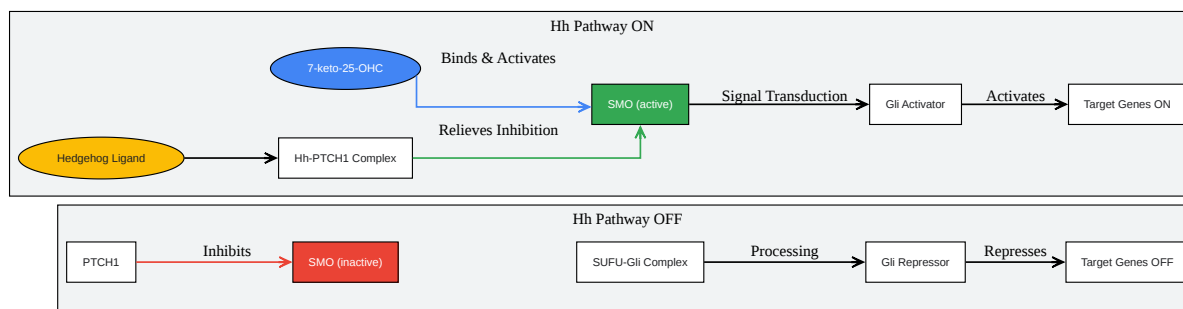 Hh Pathway ON
7-keto-25-OHC
Binds & Activates
SMO (active)
Signal Transduction
Gli Activator
Activates
Target Genes ON
Relieves Inhibition
Hedgehog Ligand
Hh-PTCH1 Complex
Hh Pathway OFF
PTCH1
Inhibits
SMO (inactive)
SUFU-Gli Complex
Processing
Gli Repressor
Represses
Target Genes OFF